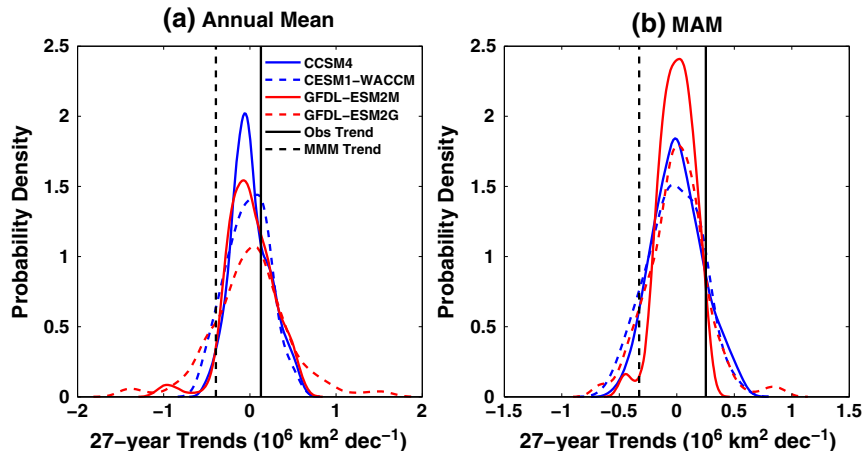 (a) Annual Mean
2.5
2
1.5
1
0.5
0
−2
−1
0
1
2
Probability Density
27−year Trends (10⁶ km² dec⁻¹)
CCSM4
CESM1−WACCM
GFDL−ESM2M
GFDL−ESM2G
Obs Trend
MMM Trend
(b) MAM
2.5
2
1.5
1
0.5
0
−1.5
−1
−0.5
0
0.5
1
1.5
Probability Density
27−year Trends (10⁶ km² dec⁻¹)